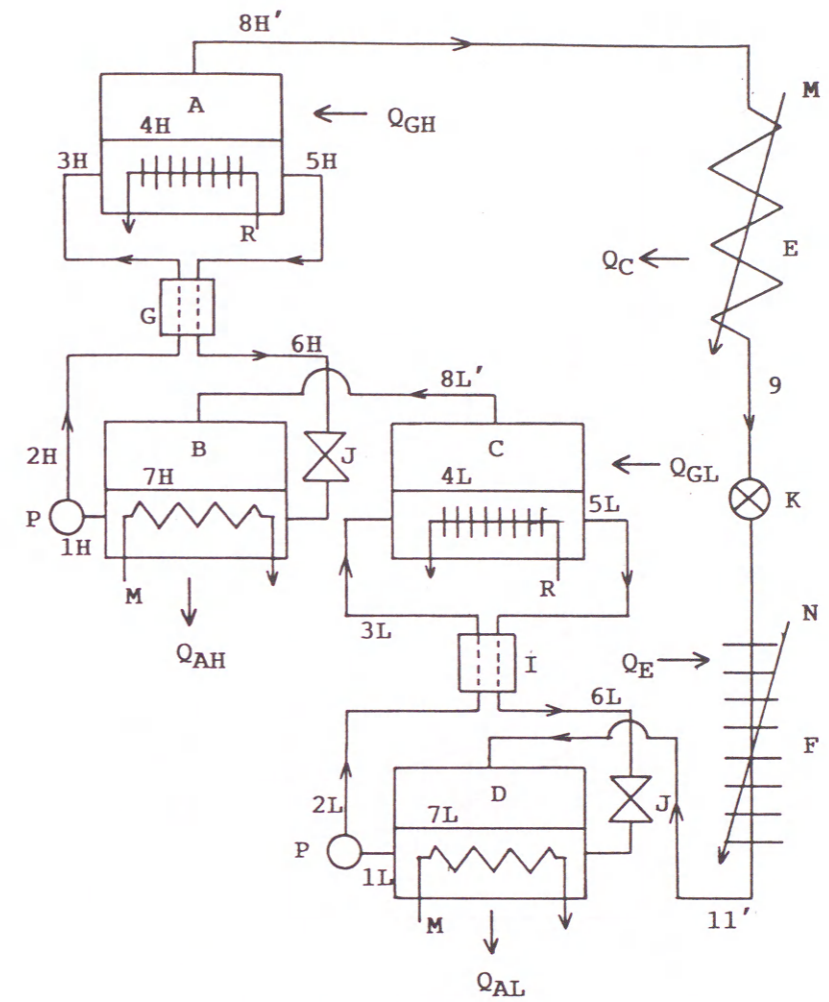 8H′
M
A
Q_GH
4H
3H
5H
R
E
Q_C
G
6H
8L′
9
B
J
C
2H
7H
Q_GL
4L
5L
K
P
1H
M
R
N
Q_AH
3L
I
Q_E
6L
F
D
2L
7L
J
P
1L
M
11′
Q_AL